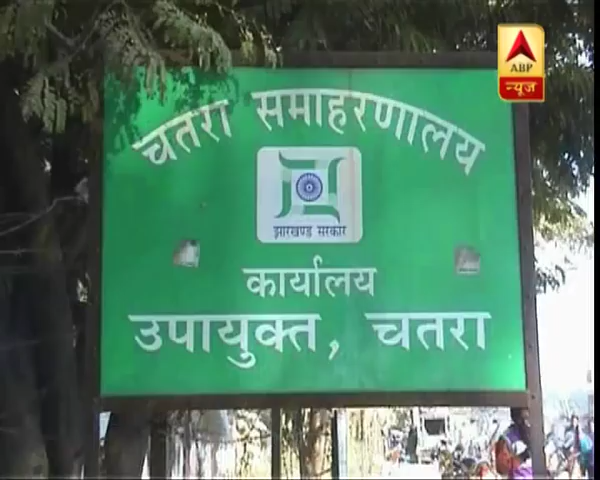 ABP
न्यूज़
चतरा समाहरणालय
झारखण्ड सरकार
कार्यालय
उपायुक्त, चतरा